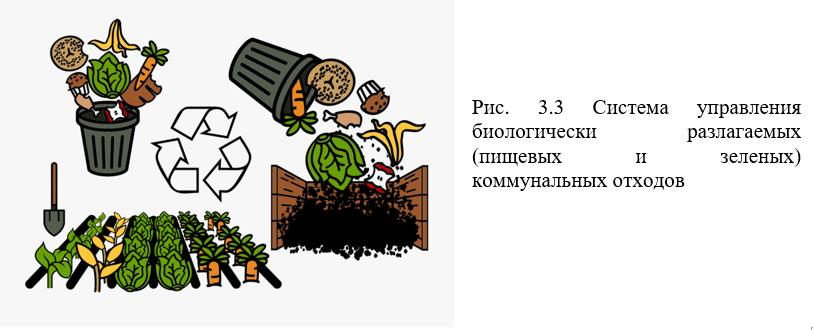 Рис. 3.3 Система управления
биологически разлагаемых
(пищевых и зеленых)
коммунальных отходов